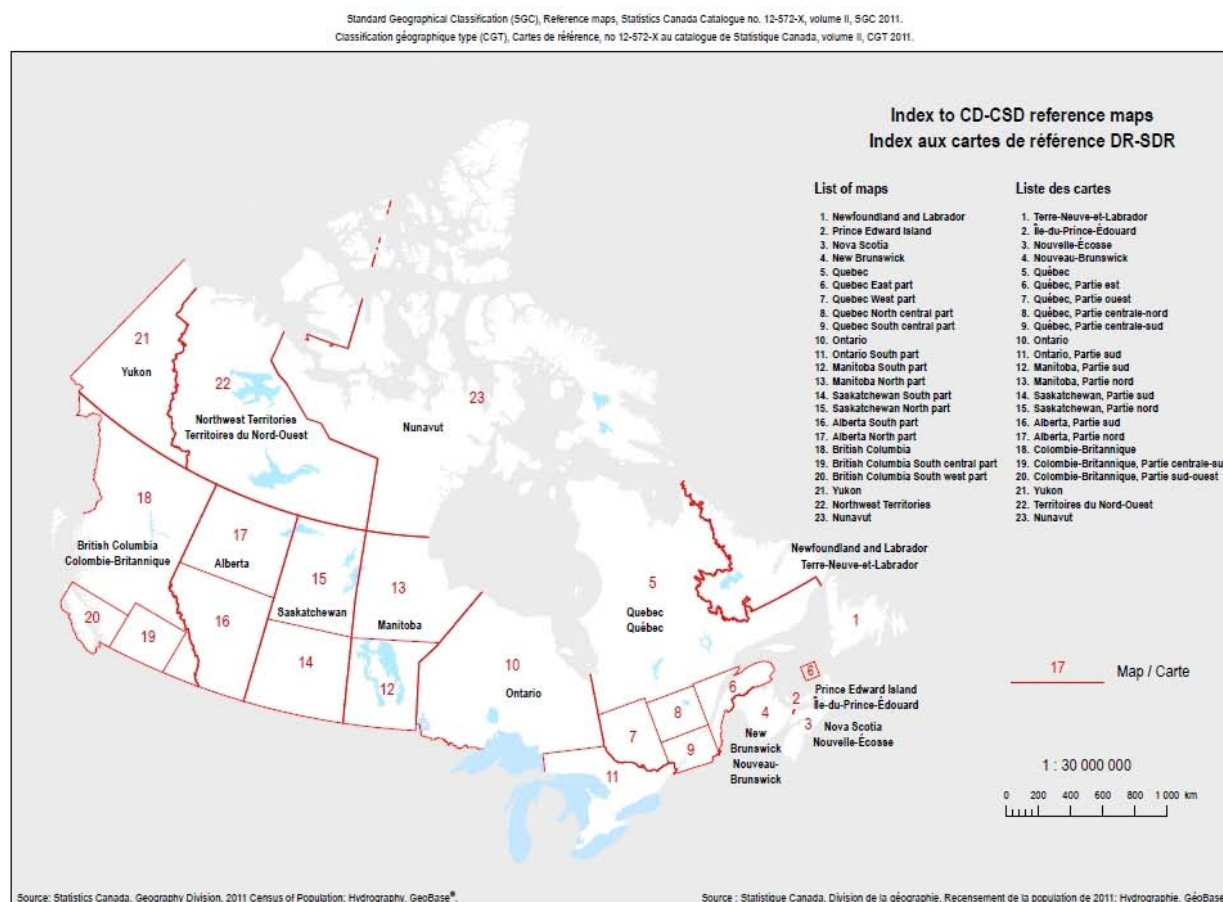 Standard Geographical Classification (SGC), Reference maps, Statistics Canada Catalogue no. 12-572-X, volume II, SGC 2011.
Classification géographique type (CGT), Cartes de référence, no 12-572-X au catalogue de Statistique Canada, volume II, CGT 2011.
Index to CD-CSD reference maps
Index aux cartes de référence DR-SDR
List of maps
1. Newfoundland and Labrador
2. Prince Edward Island
3. Nova Scotia
4. New Brunswick
5. Quebec
6. Quebec East part
7. Quebec West part
8. Quebec North central part
9. Quebec South central part
10. Ontario
11. Ontario South part
12. Manitoba South part
13. Manitoba North part
14. Saskatchewan South part
15. Saskatchewan North part
16. Alberta South part
17. Alberta North part
18. British Columbia
19. British Columbia South central part
20. British Columbia South west part
21. Yukon
22. Northwest Territories
23. Nunavut
Liste des cartes
1. Terre-Neuve-et-Labrador
2. Île-du-Prince-Édouard
3. Nouvelle-Écosse
4. Nouveau-Brunswick
5. Québec
6. Québec, Partie est
7. Québec, Partie ouest
8. Québec, Partie centrale-nord
9. Québec, Partie centrale-sud
10. Ontario
11. Ontario, Partie sud
12. Manitoba, Partie sud
13. Manitoba, Partie nord
14. Saskatchewan, Partie sud
15. Saskatchewan, Partie nord
16. Alberta, Partie sud
17. Alberta, Partie nord
18. Colombie-Britannique
19. Colombie-Britannique, Partie centrale-su
20. Colombie-Britannique, Partie sud-ouest
21. Yukon
22. Territoires du Nord-Ouest
23. Nunavut
21
Yukon
22
Northwest Territories
Territoires du Nord-Ouest
23
Nunavut
18
British Columbia
Colombie-Britannique
17
Alberta
15
Saskatchewan
13
Manitoba
20
19
16
14
12
10
Ontario
5
Quebec
Québec
Newfoundland and Labrador
Terre-Neuve-et-Labrador
1
6
6
Prince Edward Island
Île-du-Prince-Édouard
2
3
Nova Scotia
Nouvelle-Écosse
4
New
Brunswick
Nouveau-
Brunswick
7
8
9
11
17
Map / Carte
1 : 30 000 000
0 200 400 600 800 1 000 km
Source: Statistics Canada, Geography Division, 2011 Census of Population; Hydrography, GeoBase®.
Source : Statistique Canada, Division de la géographie, Recensement de la population de 2011; Hydrographie, GéoBase